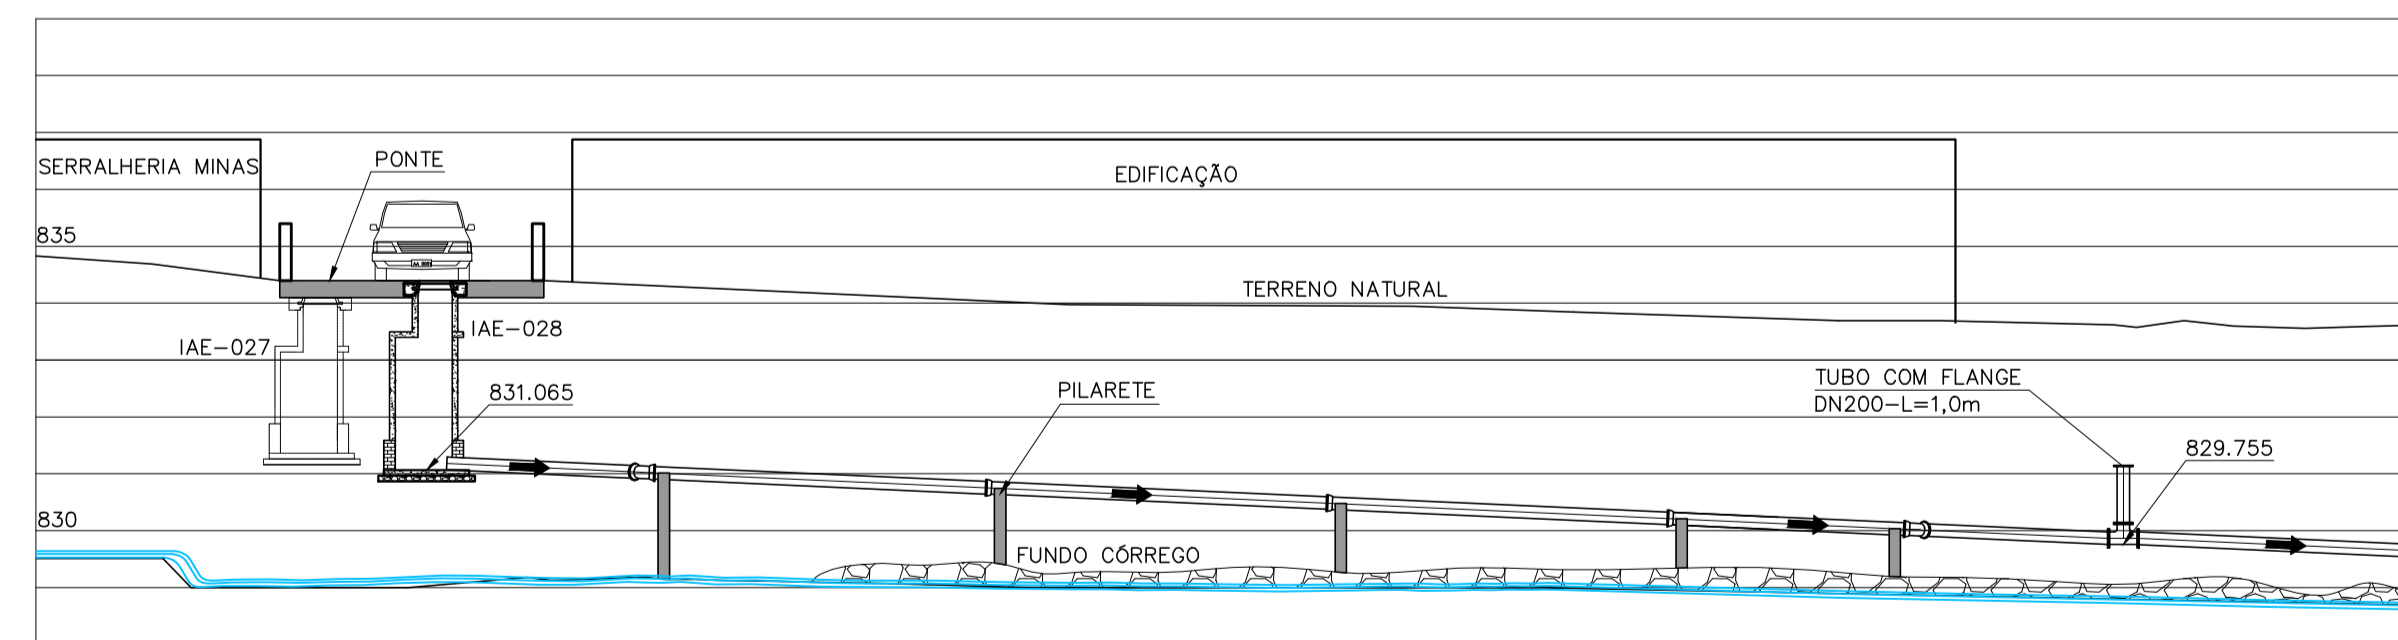 SERRALHERIA MINAS
PONTE
EDIFICAÇÃO
835
TERRENO NATURAL
IAE-027
IAE-028
831.065
PILARETE
TUBO COM FLANGE
DN200-L=1,0m
829.755
830
FUNDO CÓRREGO